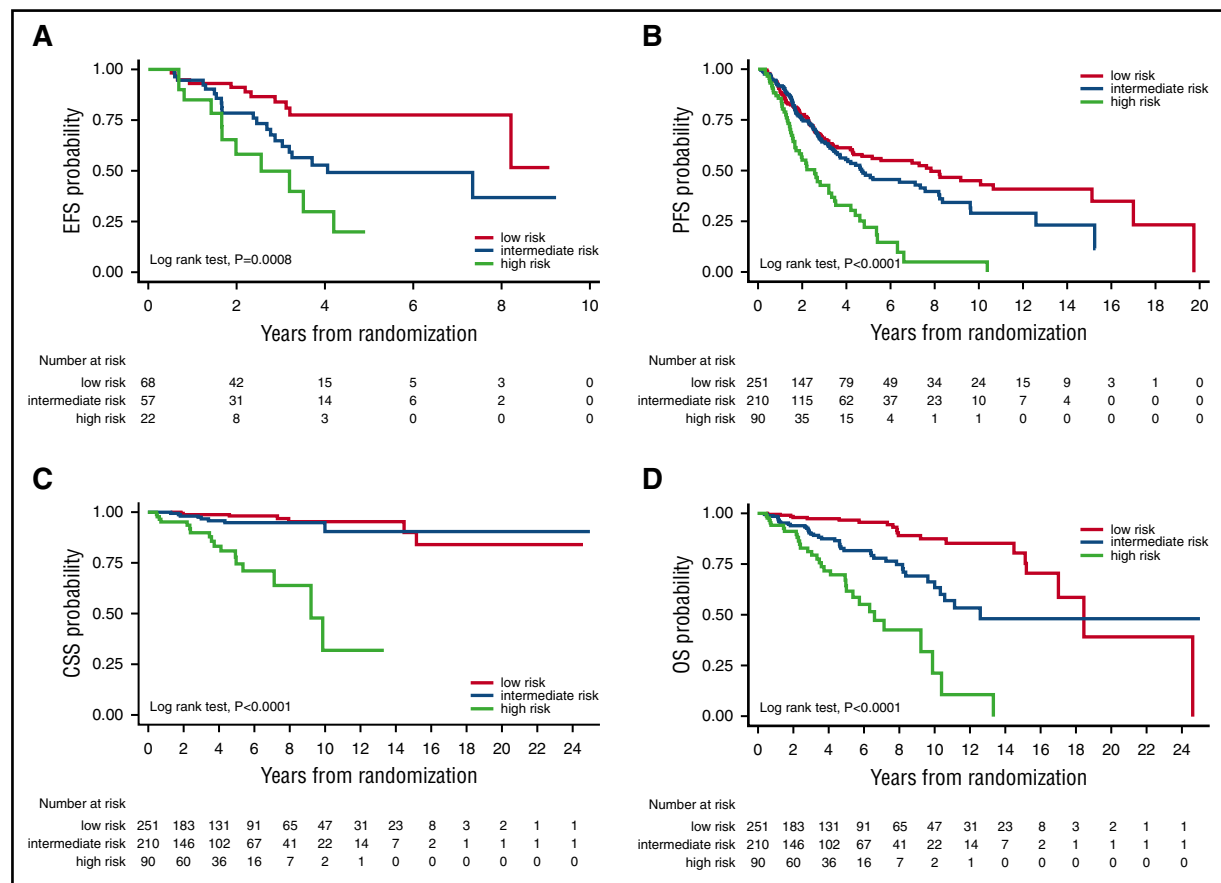 A
EFS probability
1.00
0.75
0.50
0.25
0.00
low risk
intermediate risk
high risk
Log rank test, P=0.0008
0 2 4 6 8 10
Years from randomization
Number at risk
low risk 68 42 15 5 3 0
intermediate risk 57 31 14 6 2 0
high risk 22 8 3 0 0 0
B
PFS probability
1.00
0.75
0.50
0.25
0.00
low risk
intermediate risk
high risk
Log rank test, P<0.0001
0 2 4 6 8 10 12 14 16 18 20
Years from randomization
Number at risk
low risk 251 147 79 49 34 24 15 9 3 1 0
intermediate risk 210 115 62 37 23 10 7 4 0 0 0
high risk 90 35 15 4 1 1 0 0 0 0 0
C
CSS probability
1.00
0.75
0.50
0.25
0.00
low risk
intermediate risk
high risk
Log rank test, P<0.0001
0 2 4 6 8 10 12 14 16 18 20 22 24
Years from randomization
Number at risk
low risk 251 183 131 91 65 47 31 23 8 3 2 1 1
intermediate risk 210 146 102 67 41 22 14 7 2 1 1 1 1
high risk 90 60 36 16 7 2 1 0 0 0 0 0 0
D
OS probability
1.00
0.75
0.50
0.25
0.00
low risk
intermediate risk
high risk
Log rank test, P<0.0001
0 2 4 6 8 10 12 14 16 18 20 22 24
Years from randomization
Number at risk
low risk 251 183 131 91 65 47 31 23 8 3 2 1 1
intermediate risk 210 146 102 67 41 22 14 7 2 1 1 1 1
high risk 90 60 36 16 7 2 1 0 0 0 0 0 0